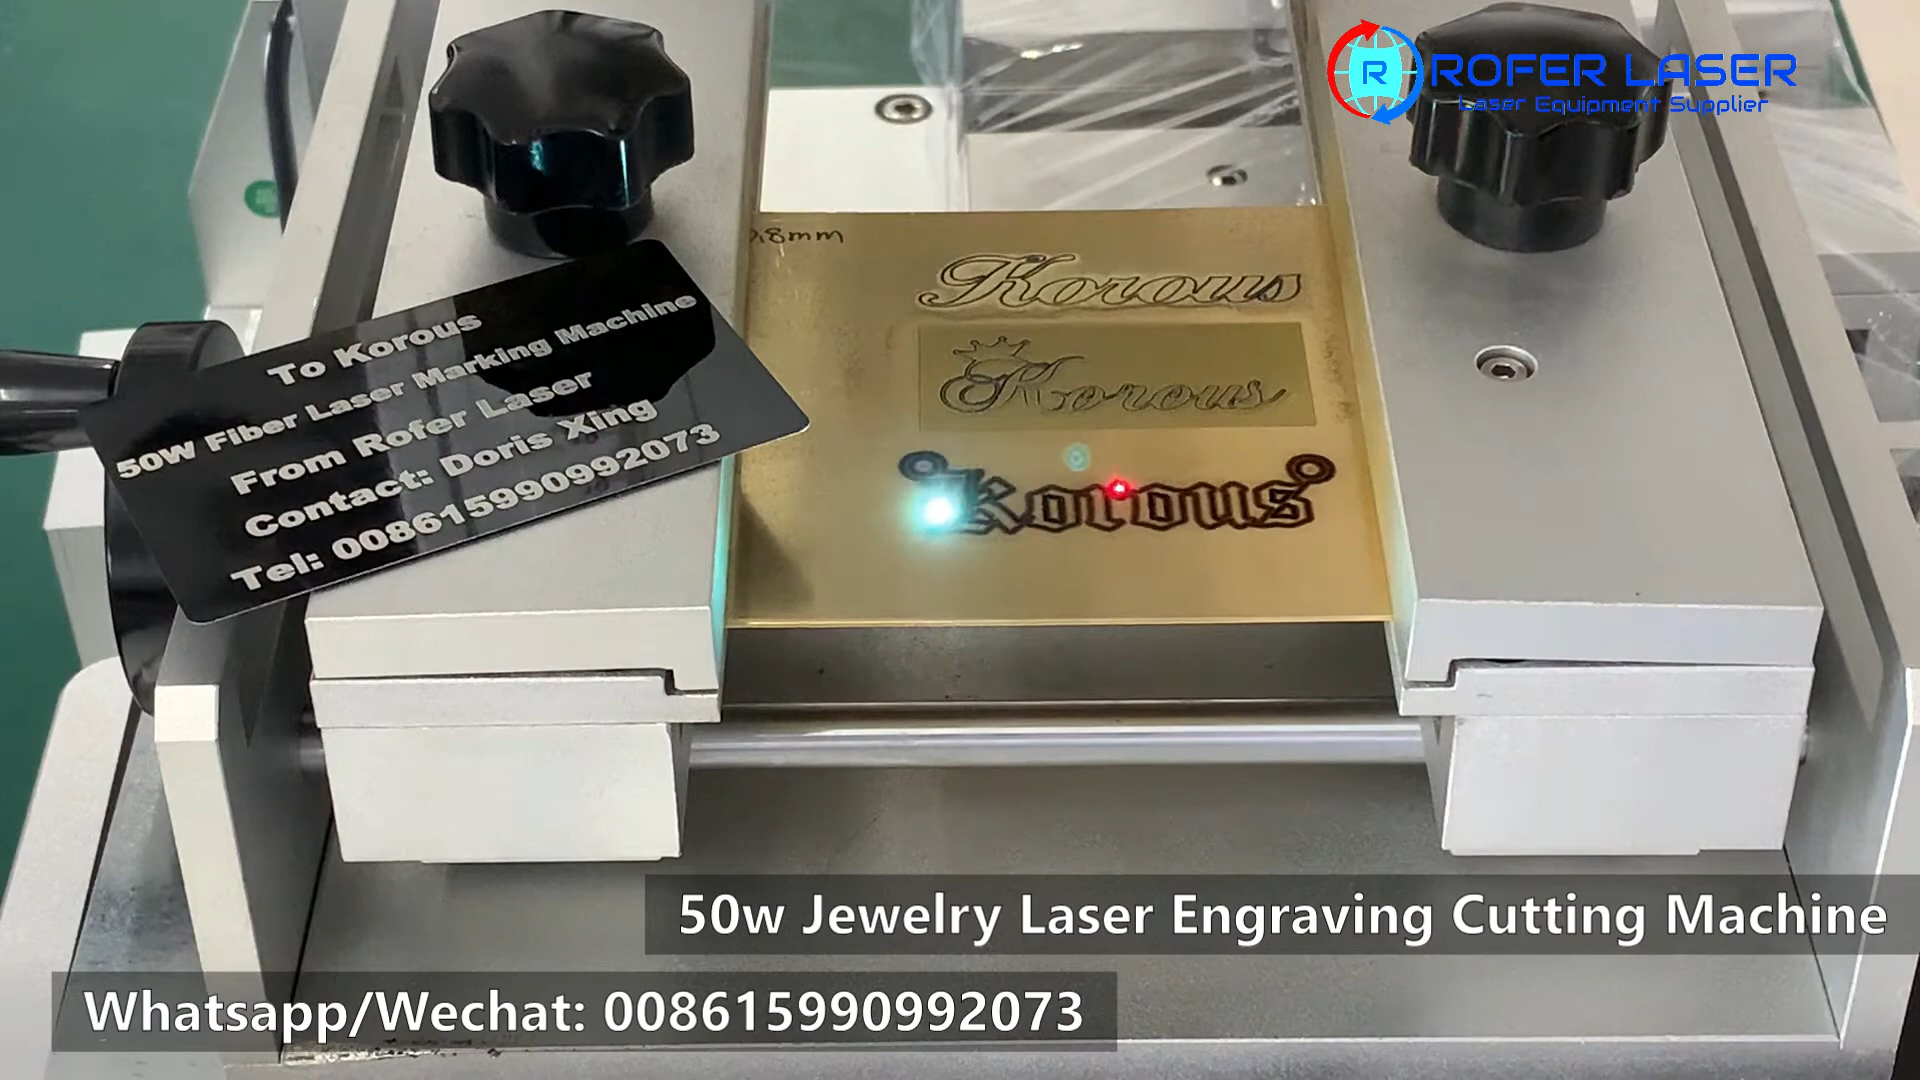 R
ROFER LASER
Laser Equipment Supplier
0.8mm
Korous
Korous
Korous
To Korous
50W Fiber Laser Marking Machine
From Rofer Laser
Contact: Doris Xing
Tel: 008615990992073
50w Jewelry Laser Engraving Cutting Machine
Whatsapp/Wechat: 008615990992073